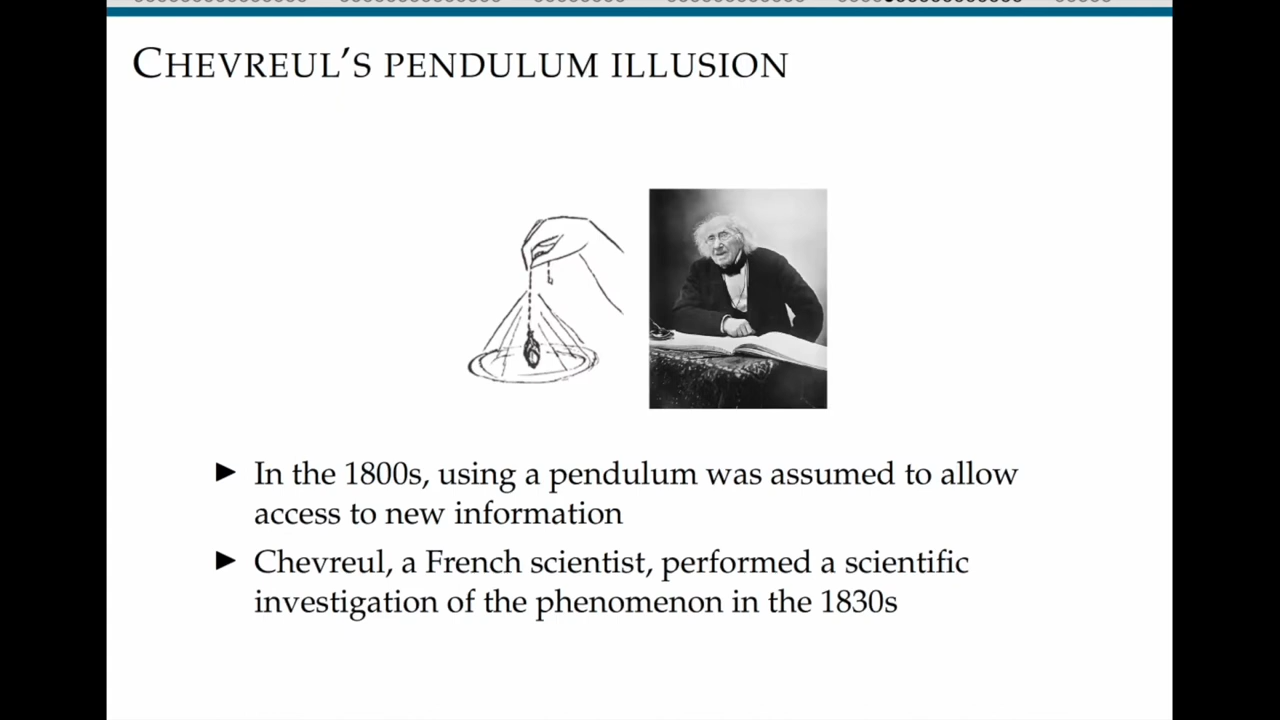 CHEVREUL'S PENDULUM ILLUSION
▶ In the 1800s, using a pendulum was assumed to allow
access to new information
▶ Chevreul, a French scientist, performed a scientific
investigation of the phenomenon in the 1830s